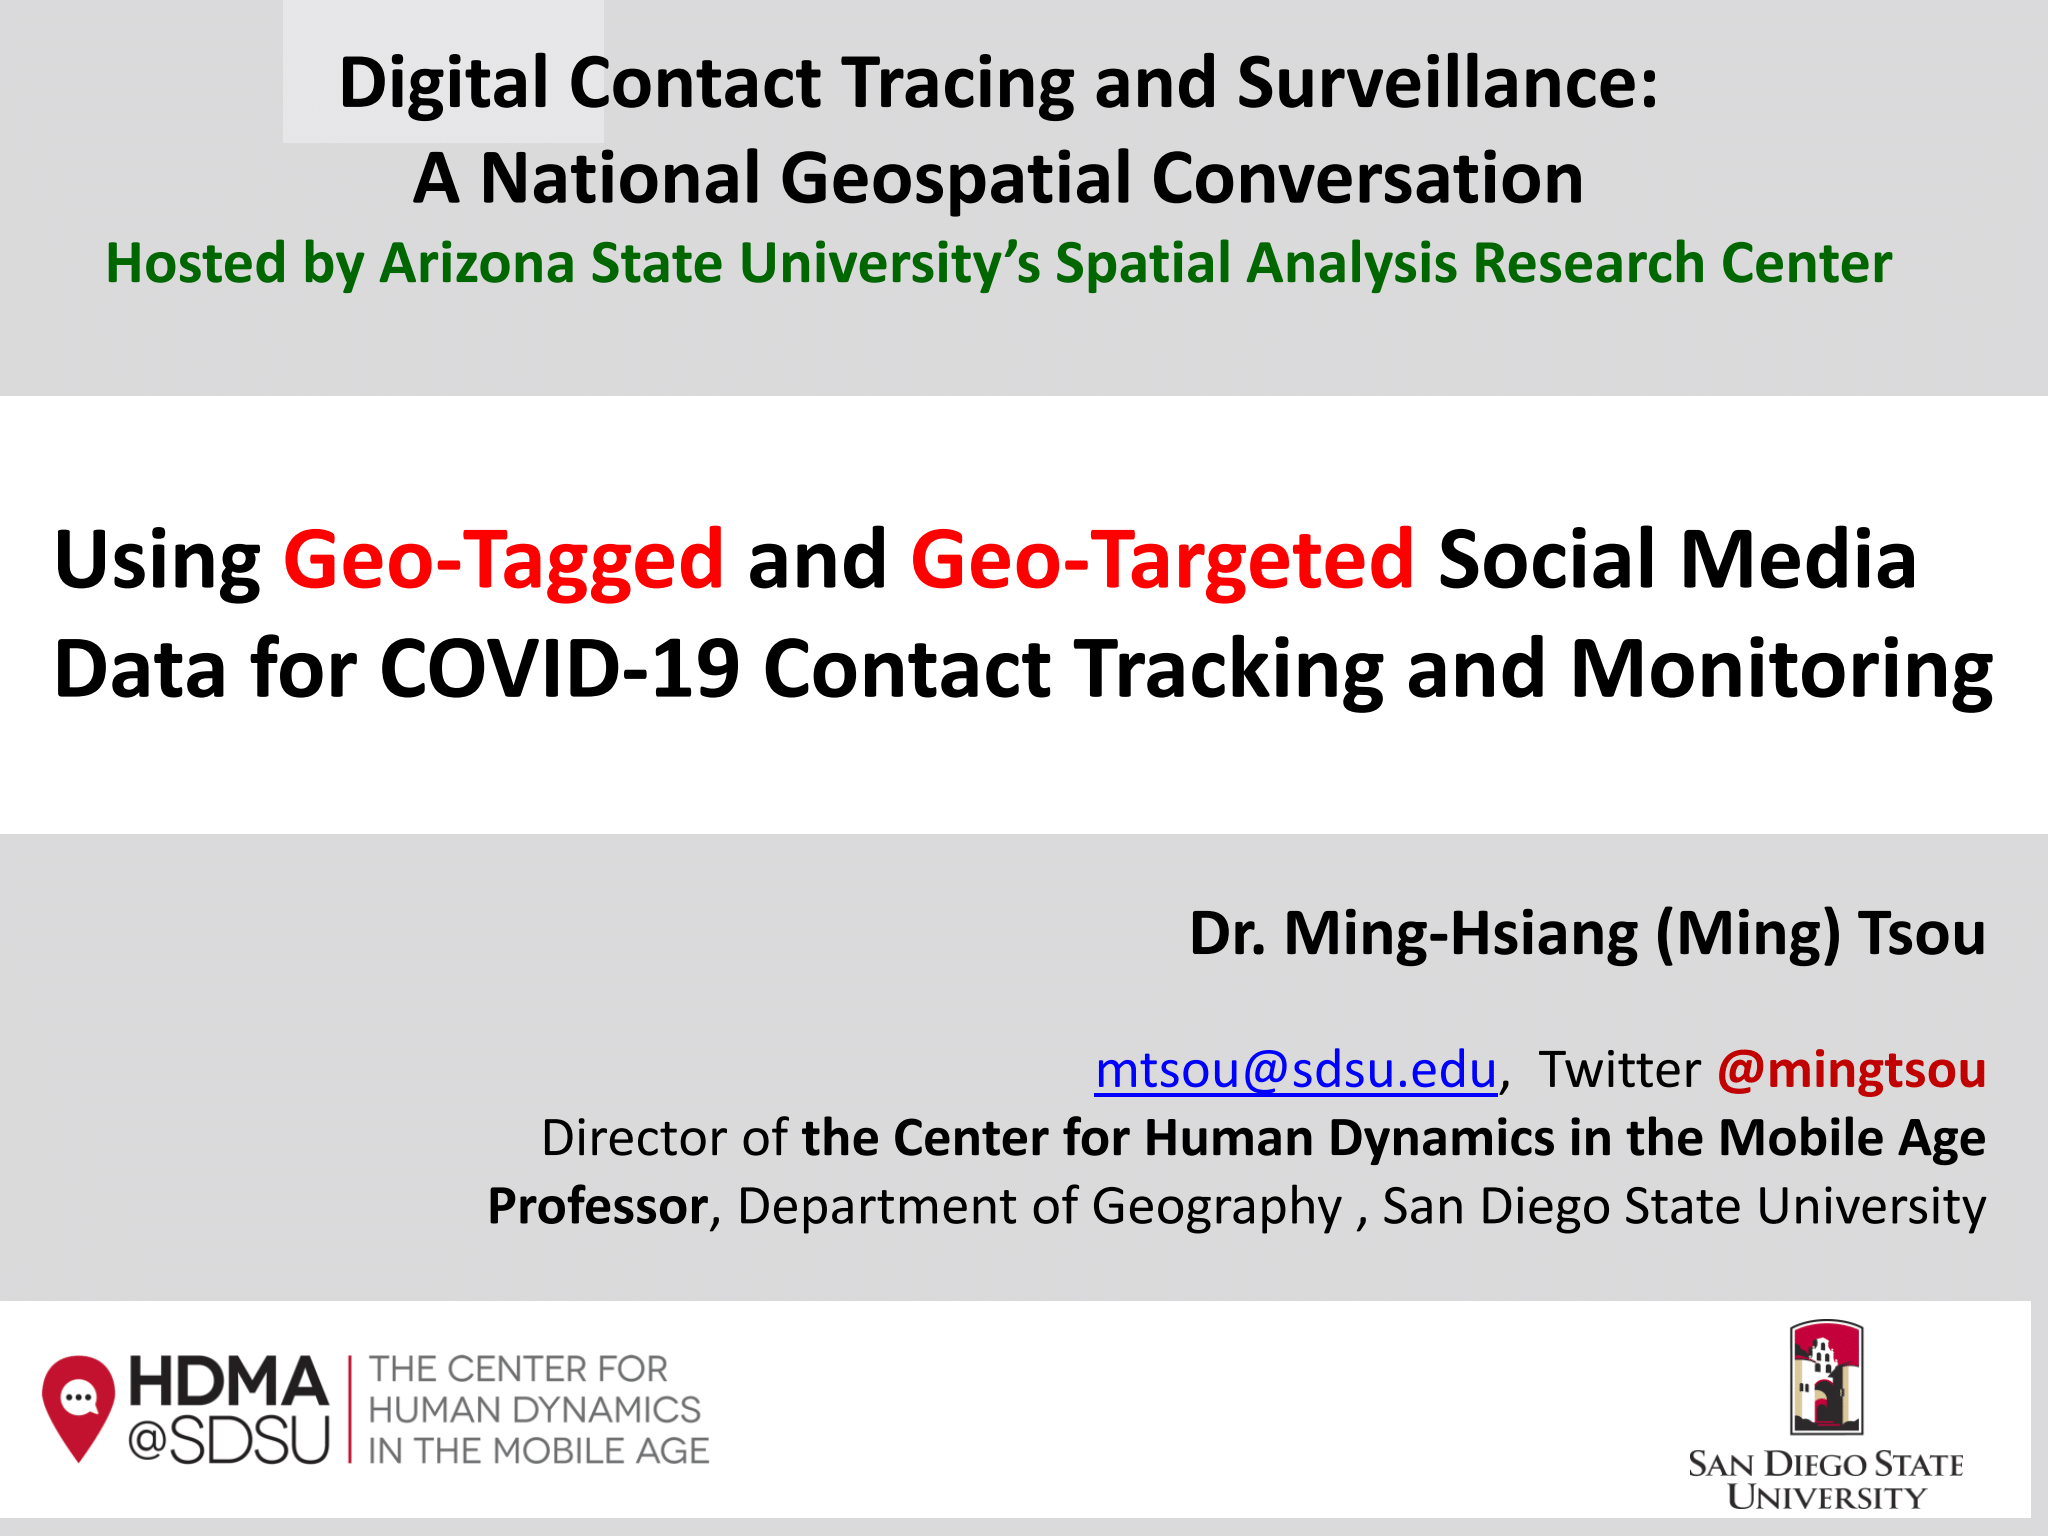 Digital Contact Tracing and Surveillance:
A National Geospatial Conversation
Hosted by Arizona State University’s Spatial Analysis Research Center
Using Geo-Tagged and Geo-Targeted Social Media
Data for COVID-19 Contact Tracking and Monitoring
Dr. Ming-Hsiang (Ming) Tsou
mtsou@sdsu.edu, Twitter @mingtsou
Director of the Center for Human Dynamics in the Mobile Age
Professor, Department of Geography , San Diego State University
HDMA
@SDSU
THE CENTER FOR
HUMAN DYNAMICS
IN THE MOBILE AGE
SAN DIEGO STATE
UNIVERSITY